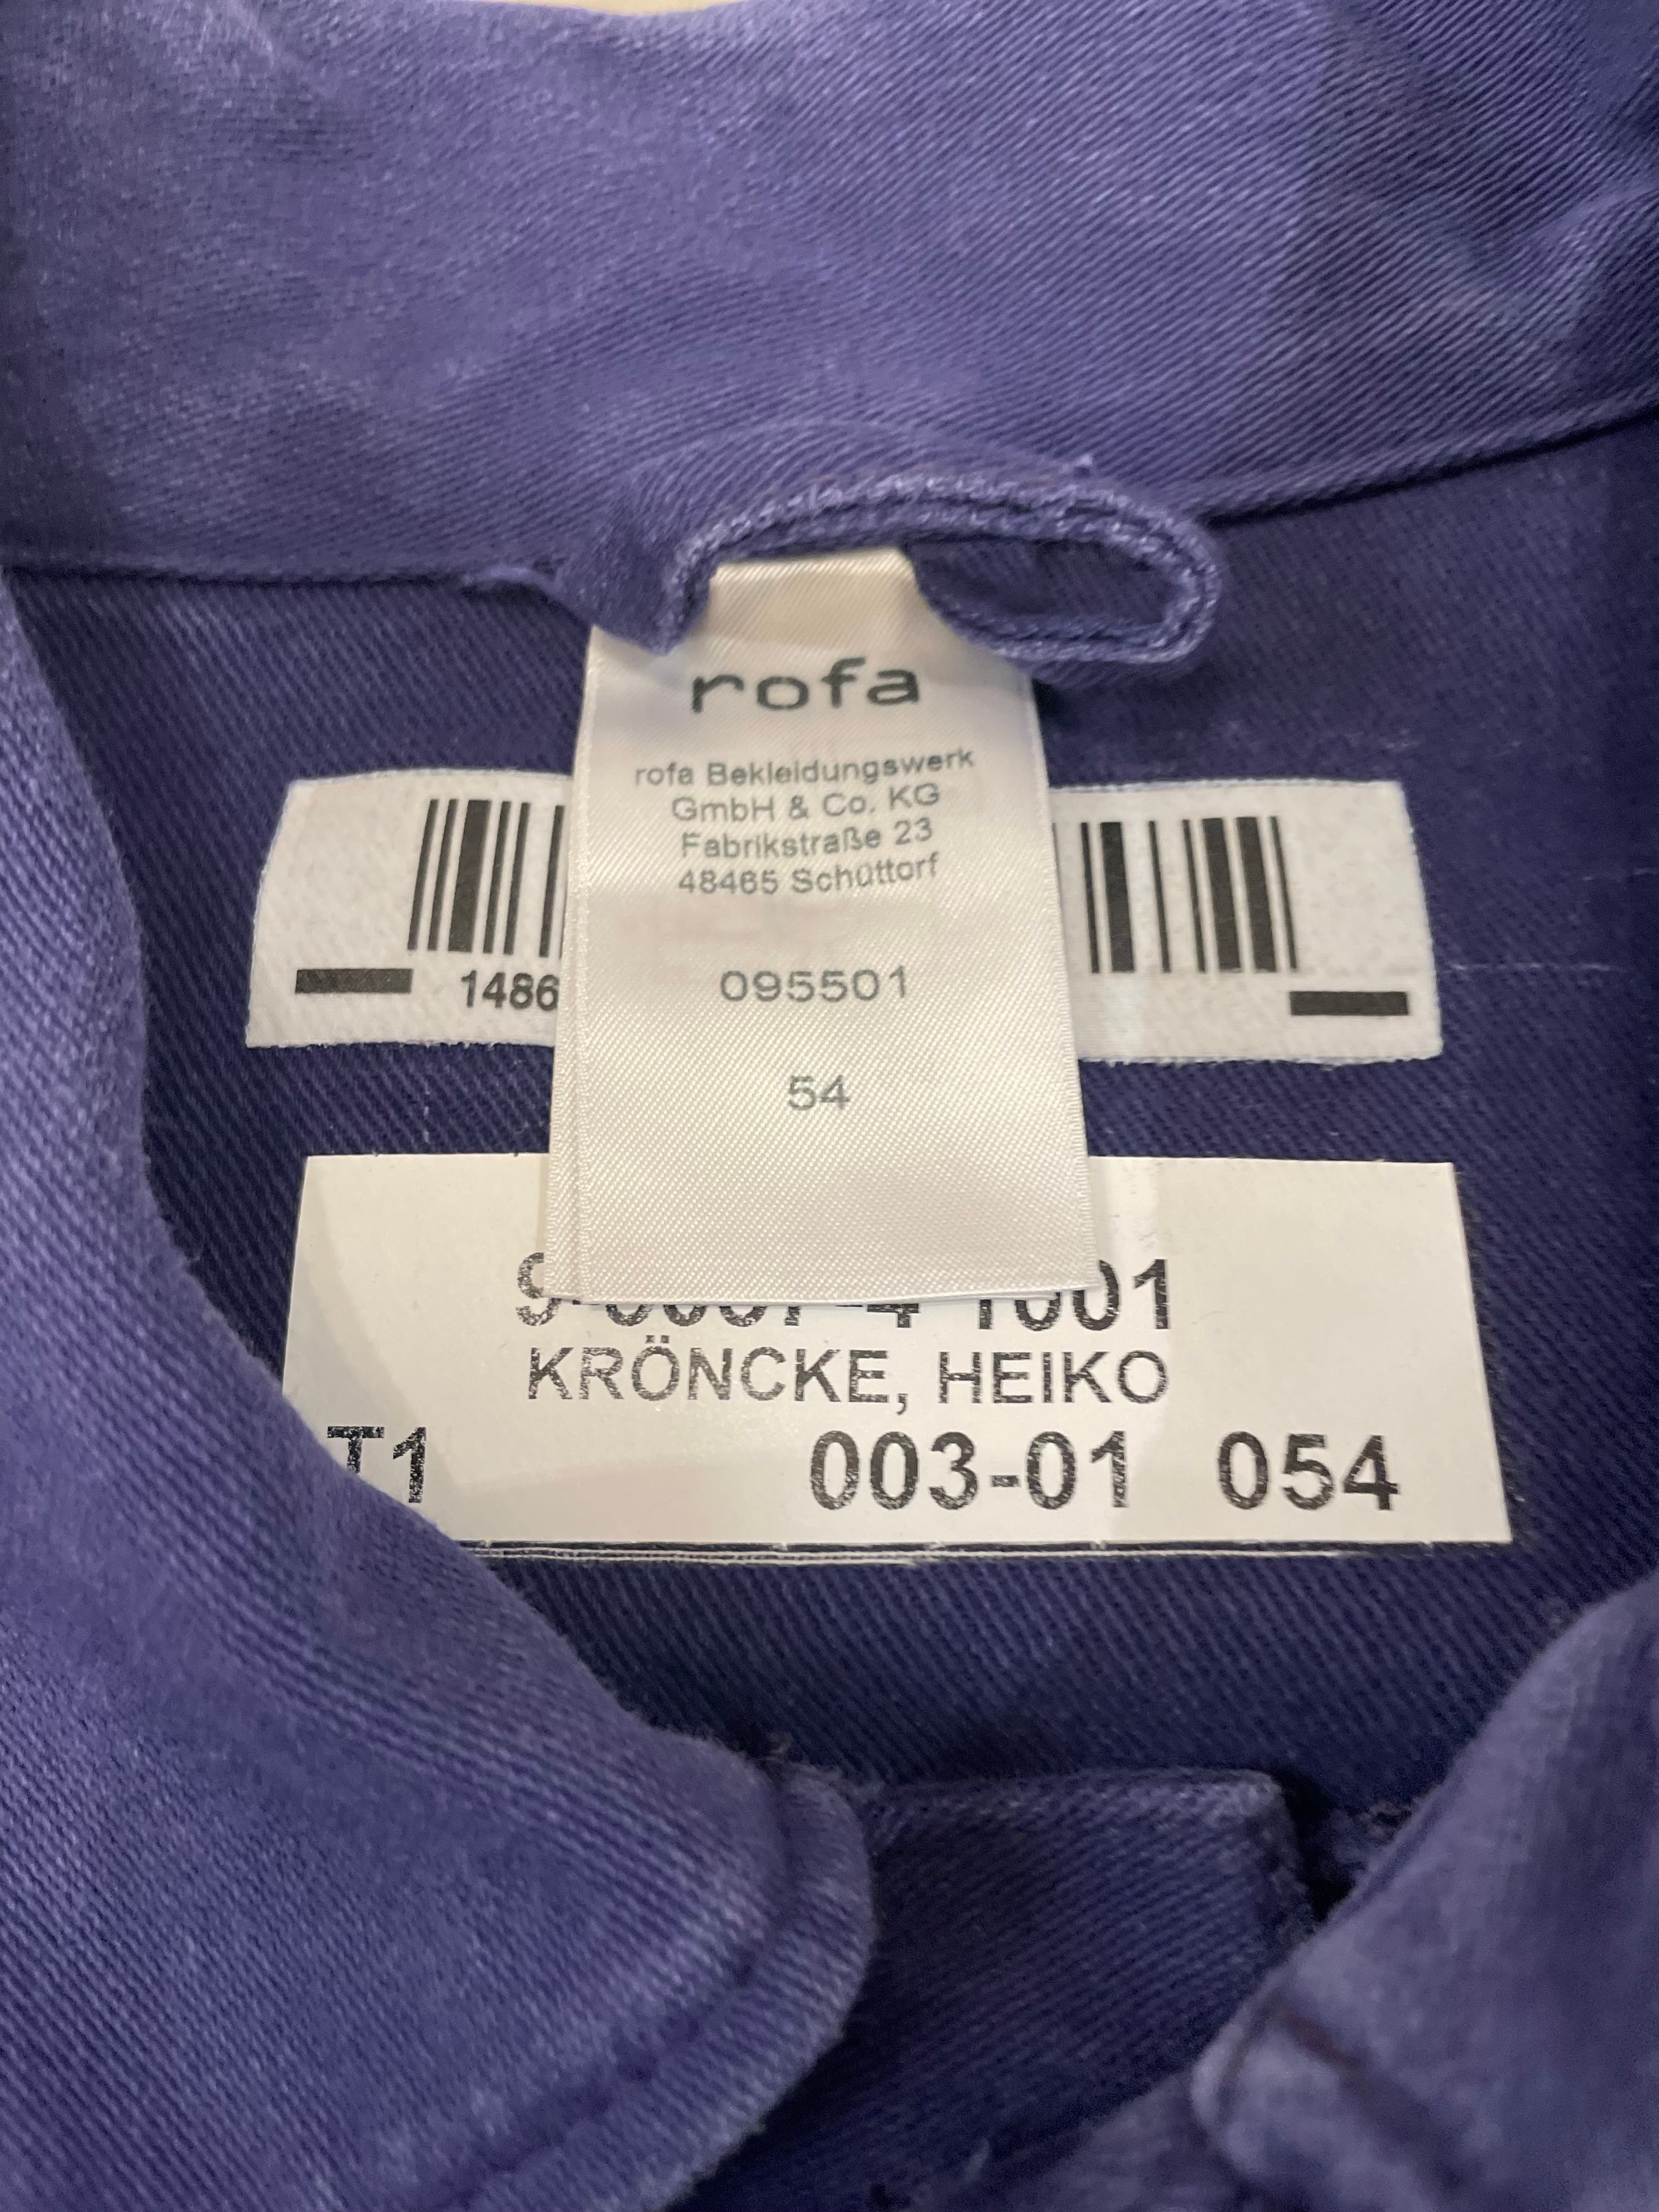 rofa
rofa Bekleidungswerk
GmbH & Co. KG
Fabrikstraße 23
48465 Schüttorf
1486
095501
54
KRÖNCKE, HEIKO
T1 003-01 054